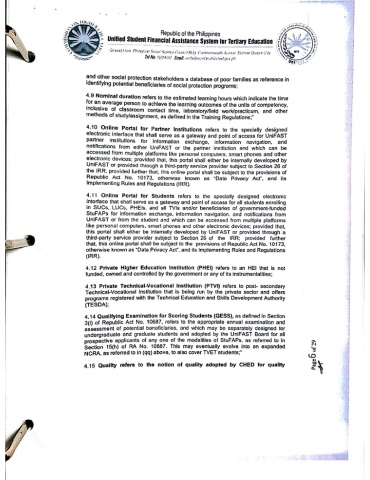 Republic of the Philippines
Unified Student Financial Assistance System for Tertiary Education
and other social protection stakeholders a database of poor families as reference in
identifying potential beneficiaries of social protection programs;
4.9 Nominal duration refers to the estimated learning hours which indicate the time
for an average person to achieve the learning outcomes of the units of competency,
inclusive of classroom contact time, laboratory/field work/practicum, and other
methods of study/assignment, as defined in the Training Regulations;"
4.10 Online Portal for Partner Institutions refers to the specially designed
electronic interface that shall serve as a gateway and point of access for UniFAST
partner institutions for information exchange, information navigation, and
notifications from either UniFAST or the partner institution and which can be
accessed from multiple platforms like personal computers, smart phones and other
electronic devices; provided that, this portal shall either be internally developed by
UniFAST or provided through a third-party service provider subject to Section 26 of
the IRR; provided further that, this online portal shall be subject to the provisions of
Republic Act No. 10173, otherwise known as "Data Privacy Act", and its
Implementing Rules and Regulations (IRR).
4.11 Online Portal for Students refers to the specially designed electronic
interface that shall serve as a gateway and point of access for all students enrolling
in SUCs, LUCs, PHEIs, and all TVIs and/or beneficiaries of government-funded
StuFAPs for information exchange, information navigation, and notifications from
UniFAST or from the student and which can be accessed from multiple platforms
like personal computers, smart phones and other electronic devices; provided that,
this portal shall either be internally developed by UniFAST or provided through a
third-party service provider subject to Section 26 of the IRR; provided further
that, this online portal shall be subject to the provisions of Republic Act No. 10173,
otherwise known as "Data Privacy Act", and its Implementing Rules and Regulations
(IRR).
4.12 Private Higher Education Institution (PHEI) refers to an HEI that is not
funded, owned and controlled by the government or any of its instrumentalities;
4.13 Private Technical-Vocational Institution (PTVI) refers to post- secondary
Technical-Vocational Institution that is being run by the private sector and offers
programs registered with the Technical Education and Skills Development Authority
(TESDA);
4.14 Qualifying Examination for Scoring Students (QESS), as defined in Section
3(l) of Republic Act No. 10687, refers to the appropriate annual examination and
assessment of potential beneficiaries, and which may be separately designed for
undergraduate and graduate students and adopted by the UniFAST Board for all
prospective applicants of any one of the modalities of StuFAPs, as referred to in
Section 15(h) of RA No. 10687. This may eventually evolve into an expanded
NCRA, as referred to in (qq) above, to also cover TVET students;"
4.15 Quality refers to the notion of quality adopted by CHED for quality
Page 6 of 29